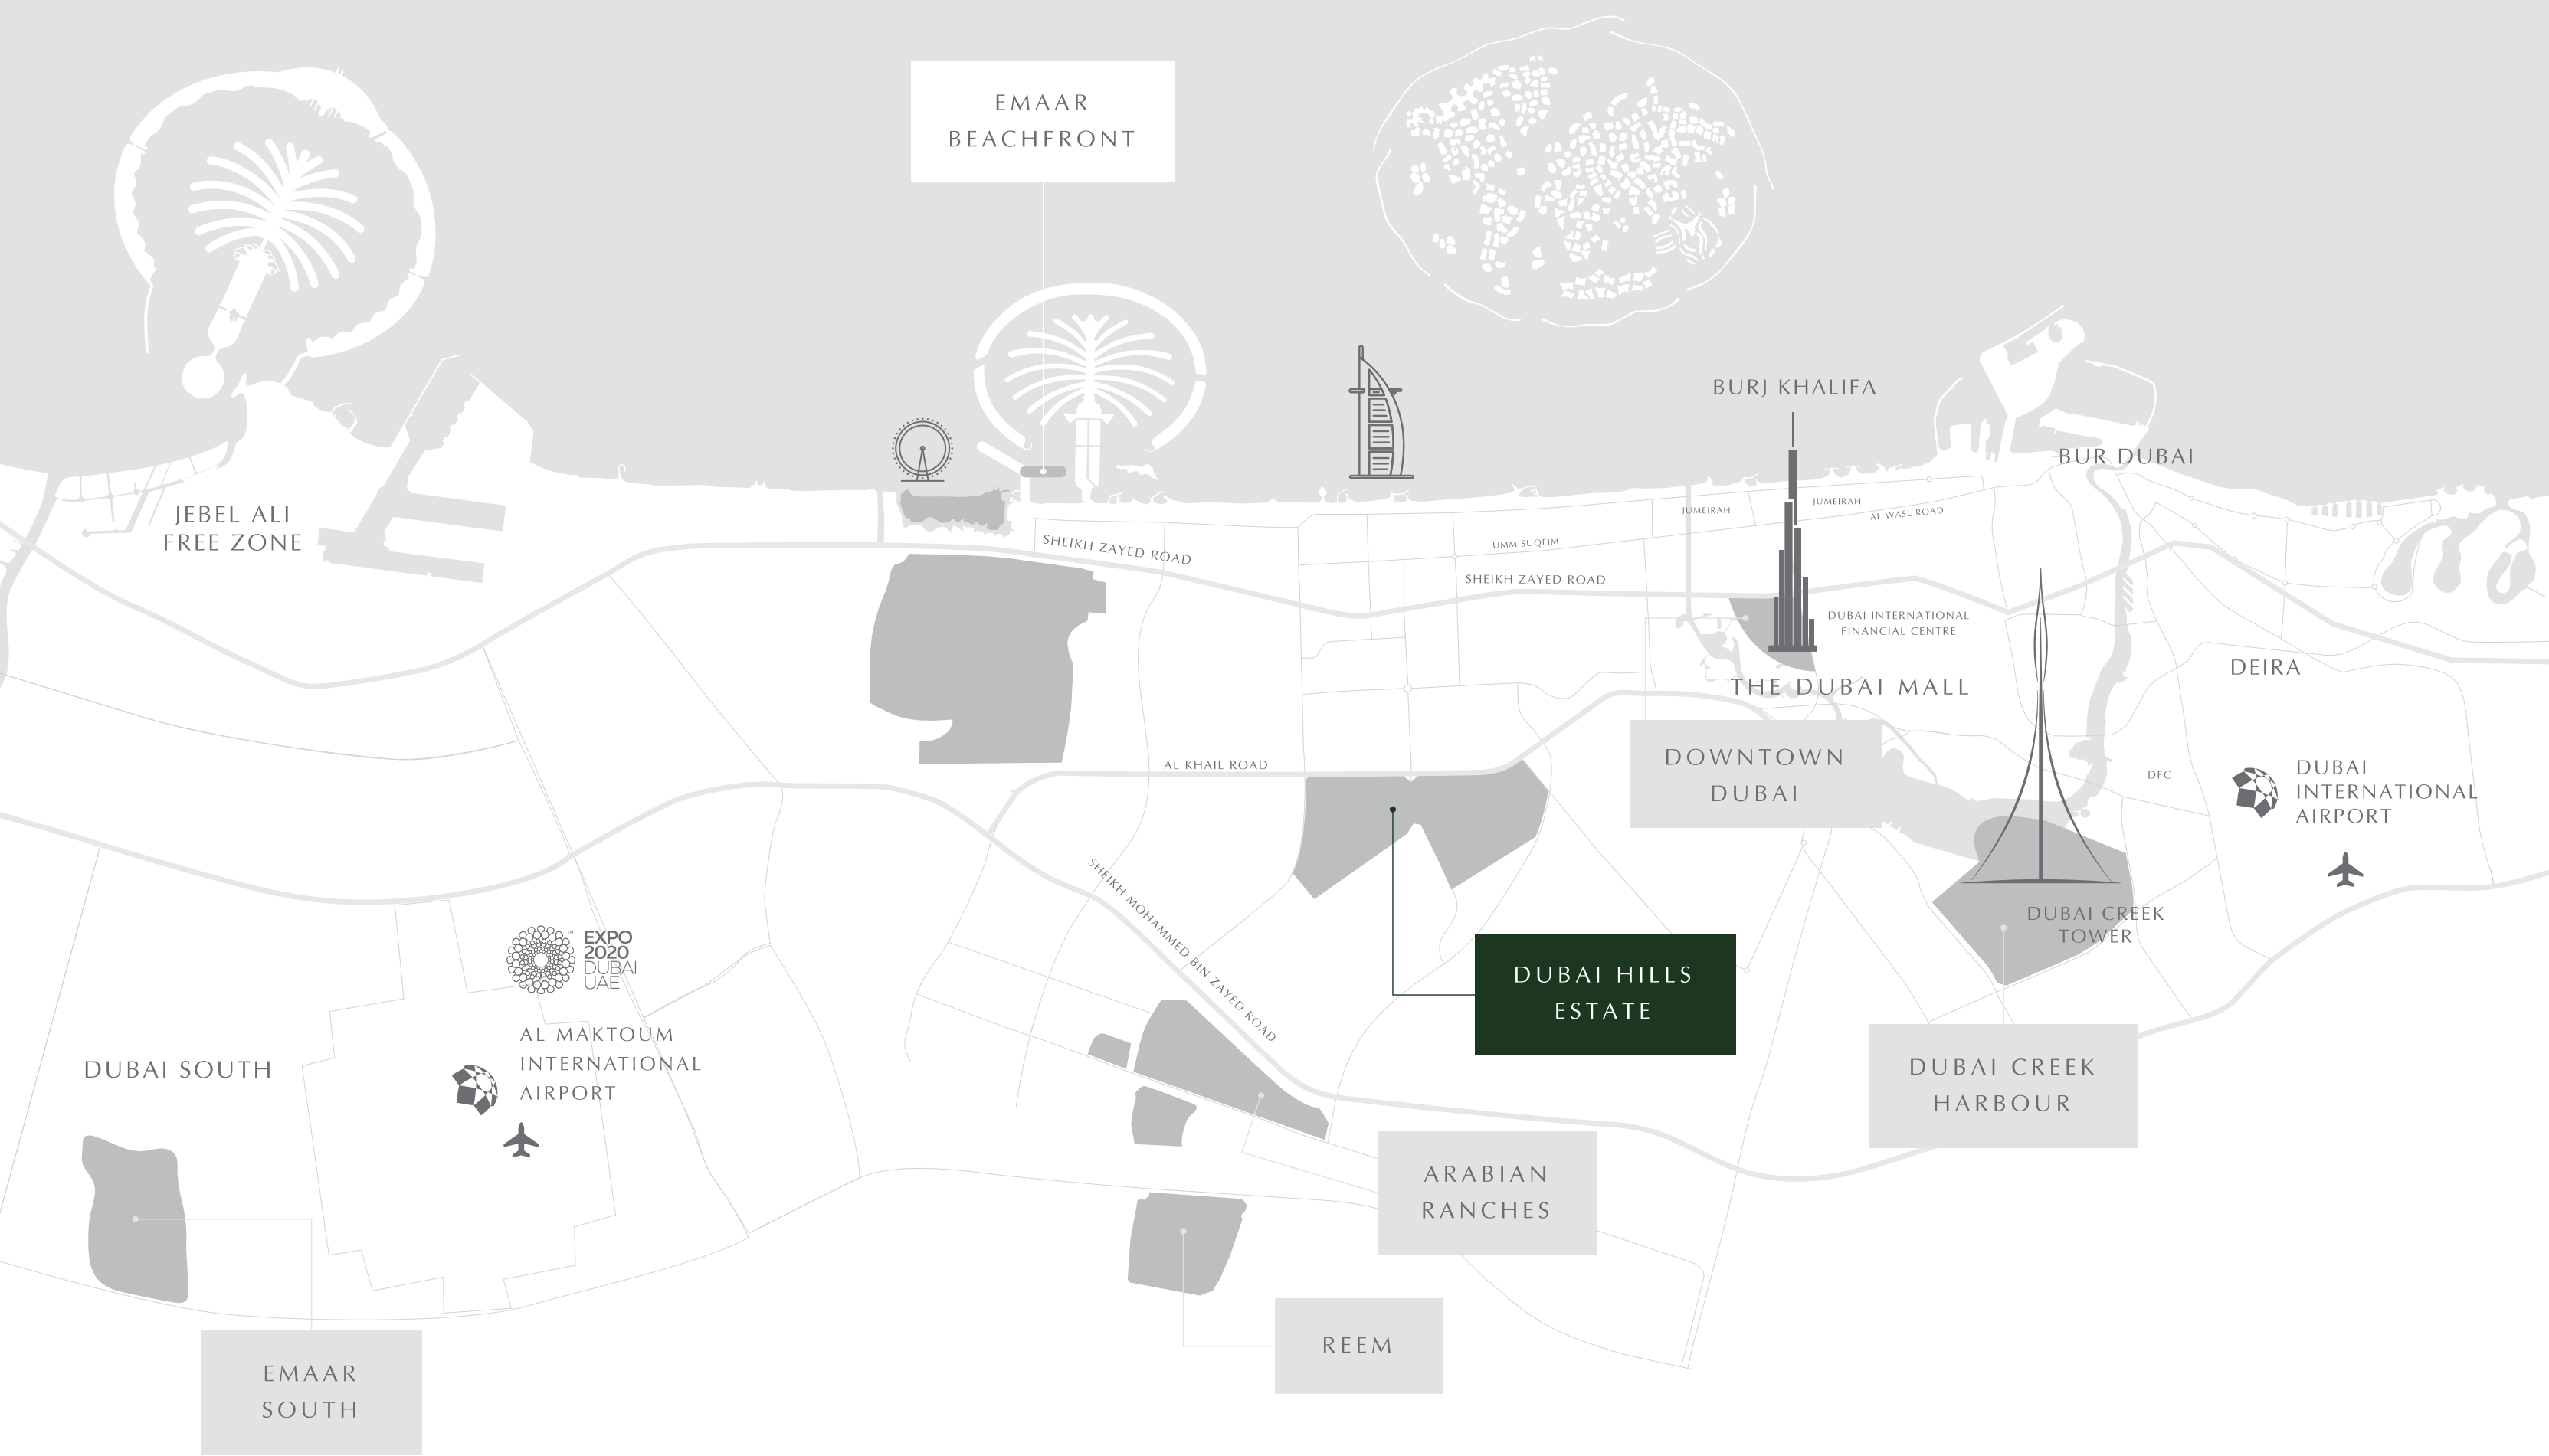 EMAAR
BEACHFRONT
BURJ KHALIFA
BUR DUBAI
JEBEL ALI
FREE ZONE
JUMEIRAH
JUMEIRAH
AL WASL ROAD
SHEIKH ZAYED ROAD
UMM SUQEIM
SHEIKH ZAYED ROAD
DUBAI INTERNATIONAL
FINANCIAL CENTRE
DEIRA
THE DUBAI MALL
DOWNTOWN
DUBAI
AL KHAIL ROAD
DFC
DUBAI
INTERNATIONAL
AIRPORT
SHEIKH MOHAMMED BIN ZAYED ROAD
DUBAI CREEK
TOWER
EXPO
2020
DUBAI
UAE
™
DUBAI HILLS
ESTATE
AL MAKTOUM
INTERNATIONAL
AIRPORT
DUBAI SOUTH
DUBAI CREEK
HARBOUR
ARABIAN
RANCHES
REEM
EMAAR
SOUTH